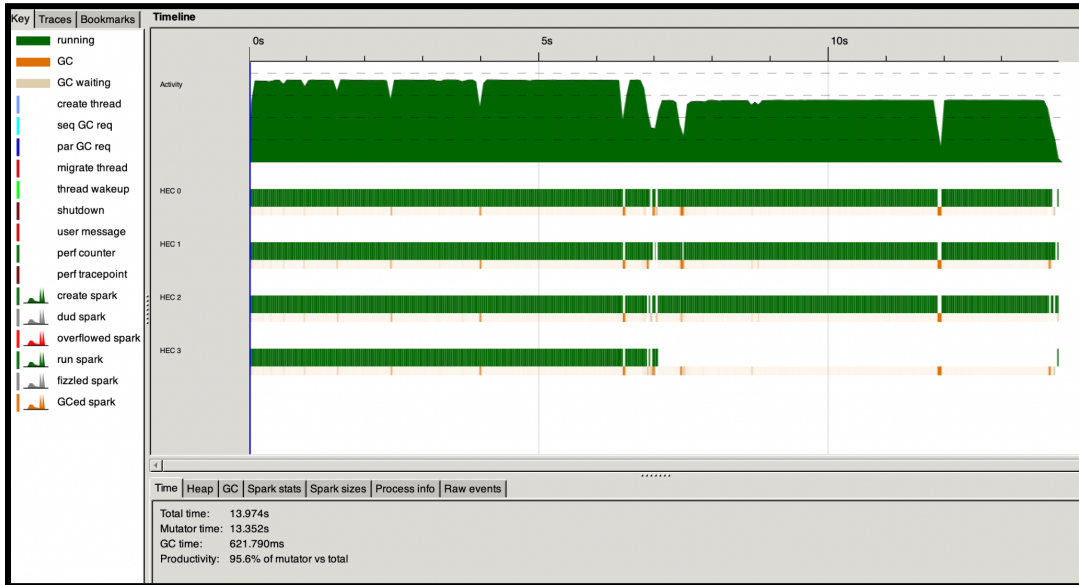 Key Traces Bookmarks
running
GC
GC waiting
create thread
seq GC req
par GC req
migrate thread
thread wakeup
shutdown
user message
perf counter
perf tracepoint
create spark
dud spark
overflowed spark
run spark
fizzled spark
GCed spark
Timeline
0s 5s 10s
Activity
HEC 0
HEC 1
HEC 2
HEC 3
Time Heap GC Spark stats Spark sizes Process info Raw events
Total time: 13.974s
Mutator time: 13.352s
GC time: 621.790ms
Productivity: 95.6% of mutator vs total